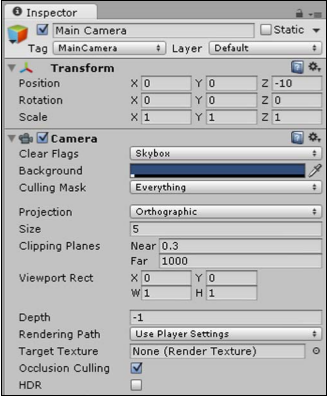 Inspector
Main Camera Static
Tag MainCamera Layer Default
Transform
Position X 0 Y 0 Z -10
Rotation X 0 Y 0 Z 0
Scale X 1 Y 1 Z 1
Camera
Clear Flags Skybox
Background
Culling Mask Everything
Projection Orthographic
Size 5
Clipping Planes Near 0.3
Far 1000
Viewport Rect X 0 Y 0
W 1 H 1
Depth -1
Rendering Path Use Player Settings
Target Texture None (Render Texture)
Occlusion Culling
HDR